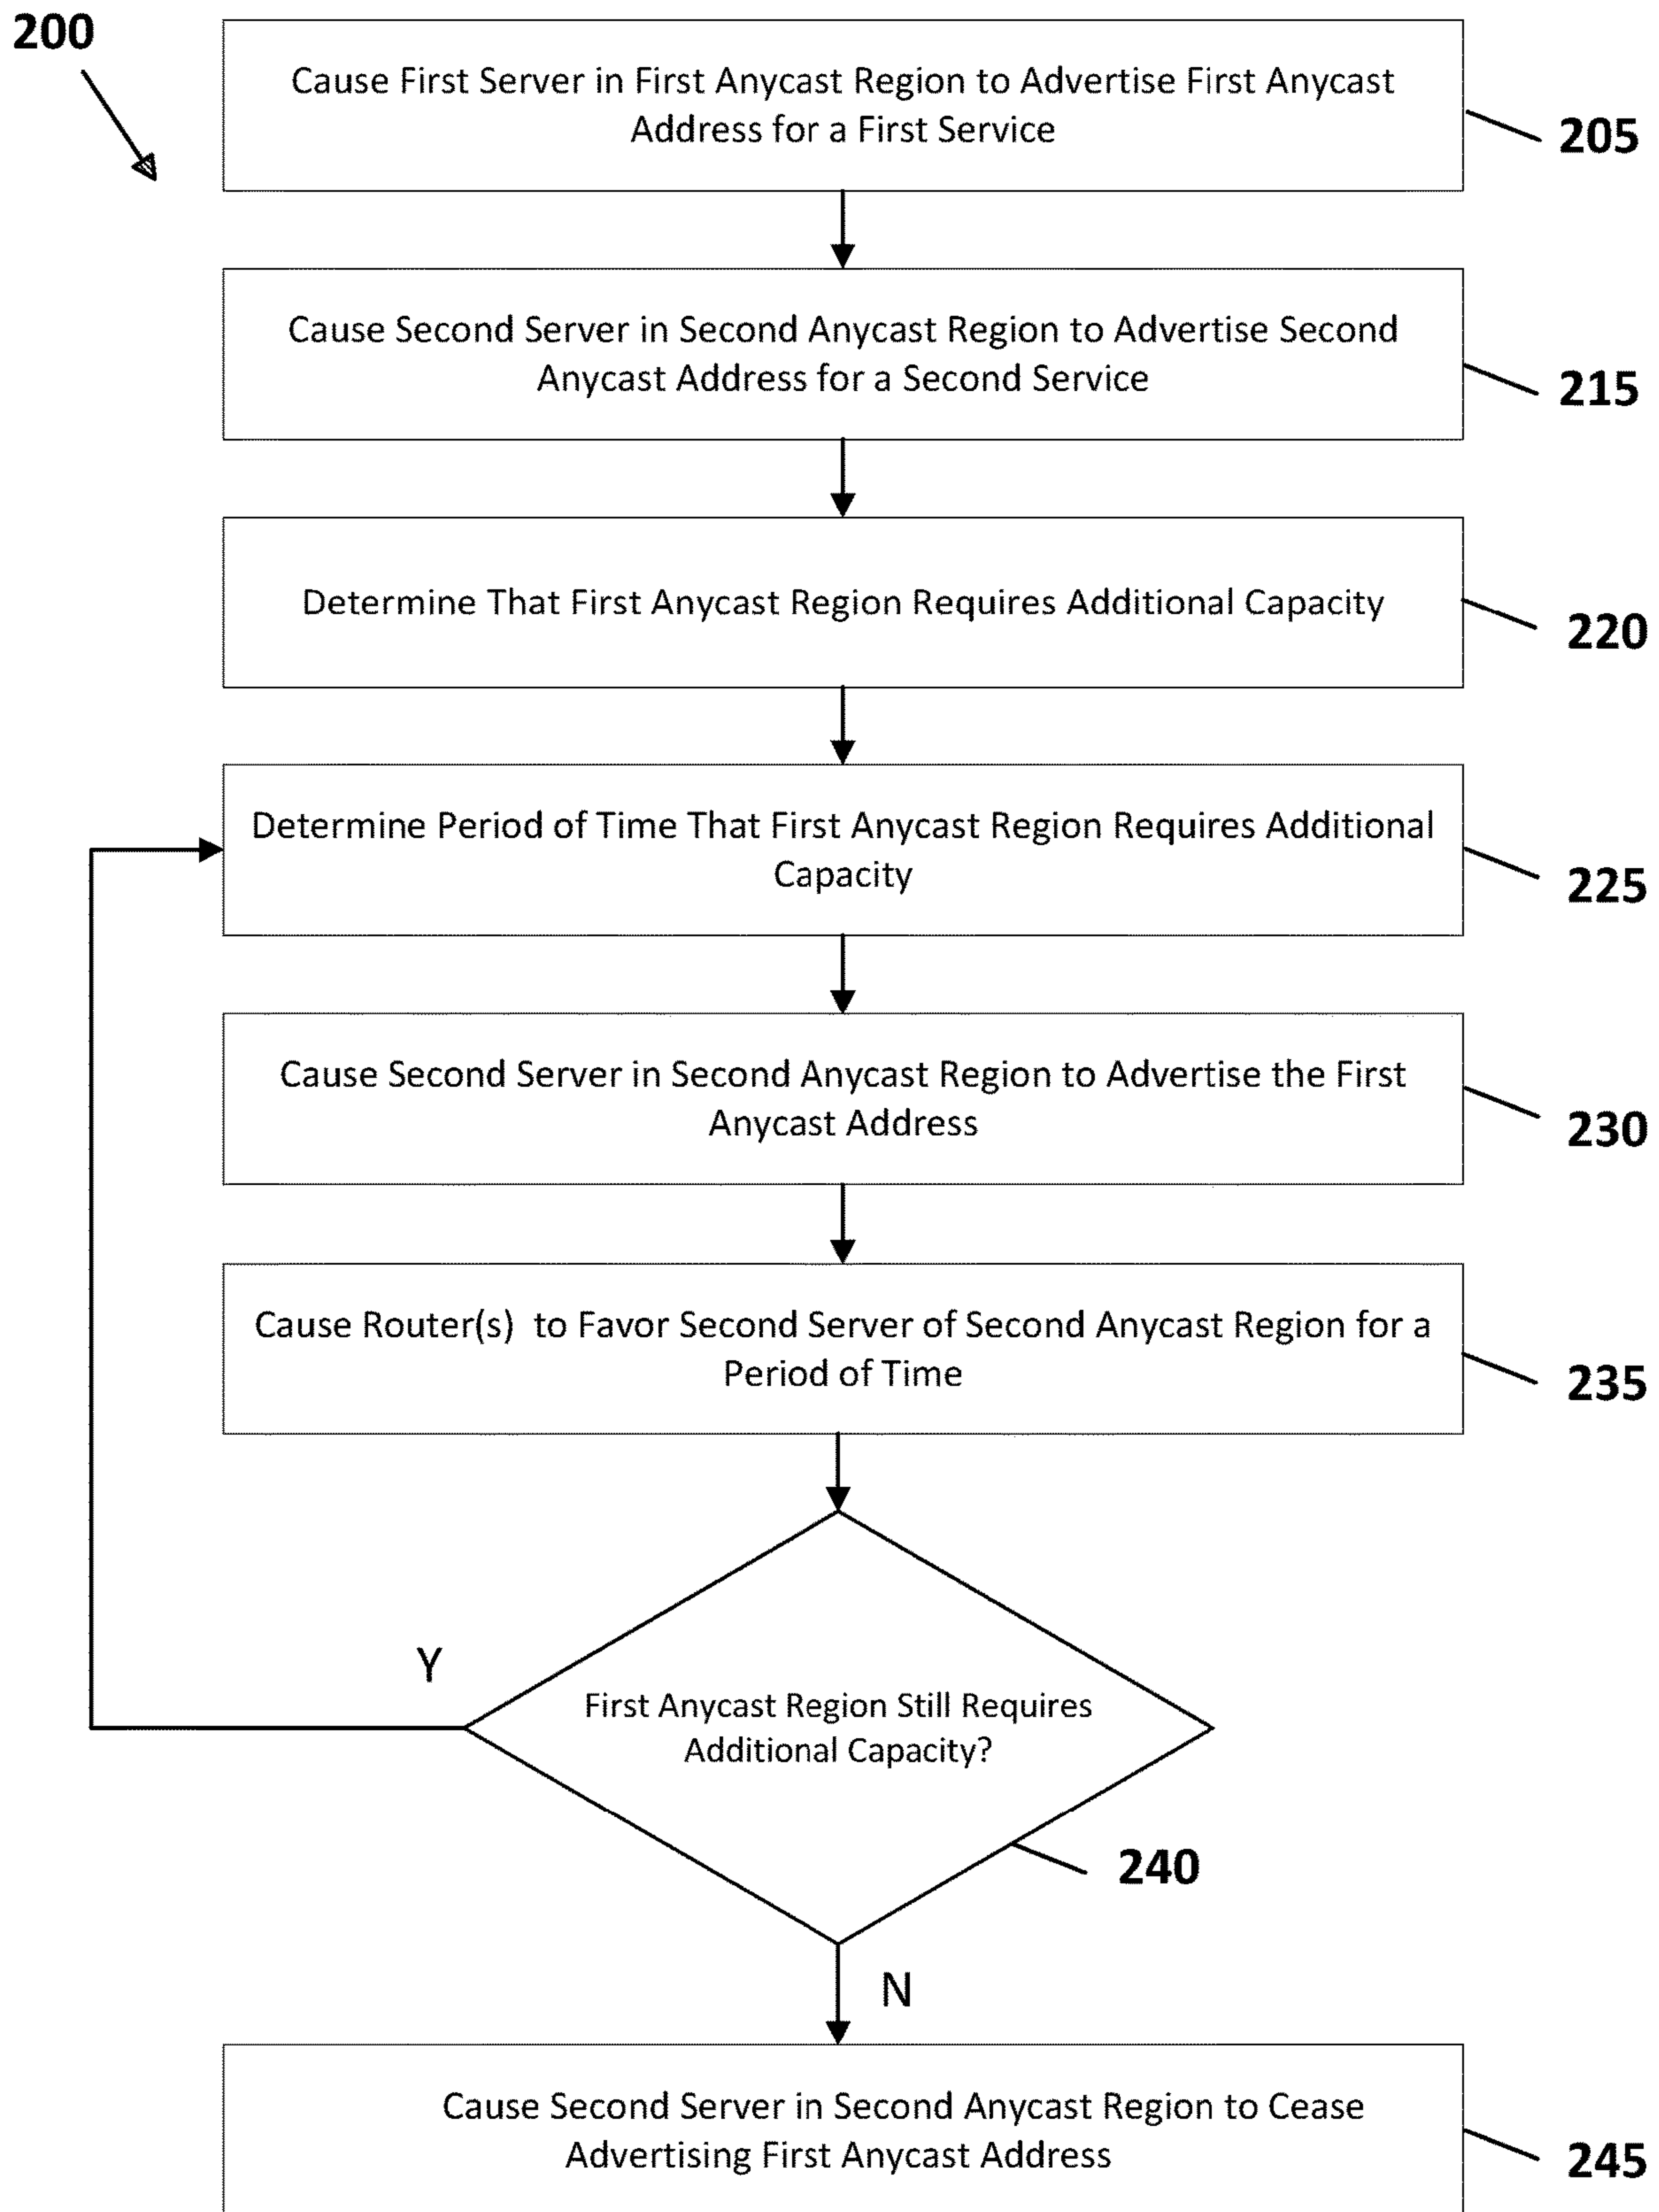 200
Cause First Server in First Anycast Region to Advertise First Anycast
Address for a First Service
205
Cause Second Server in Second Anycast Region to Advertise Second
Anycast Address for a Second Service
215
Determine That First Anycast Region Requires Additional Capacity
220
Determine Period of Time That First Anycast Region Requires Additional
Capacity
225
Cause Second Server in Second Anycast Region to Advertise the First
Anycast Address
230
Cause Router(s) to Favor Second Server of Second Anycast Region for a
Period of Time
235
Y
First Anycast Region Still Requires
Additional Capacity?
240
N
Cause Second Server in Second Anycast Region to Cease
Advertising First Anycast Address
245